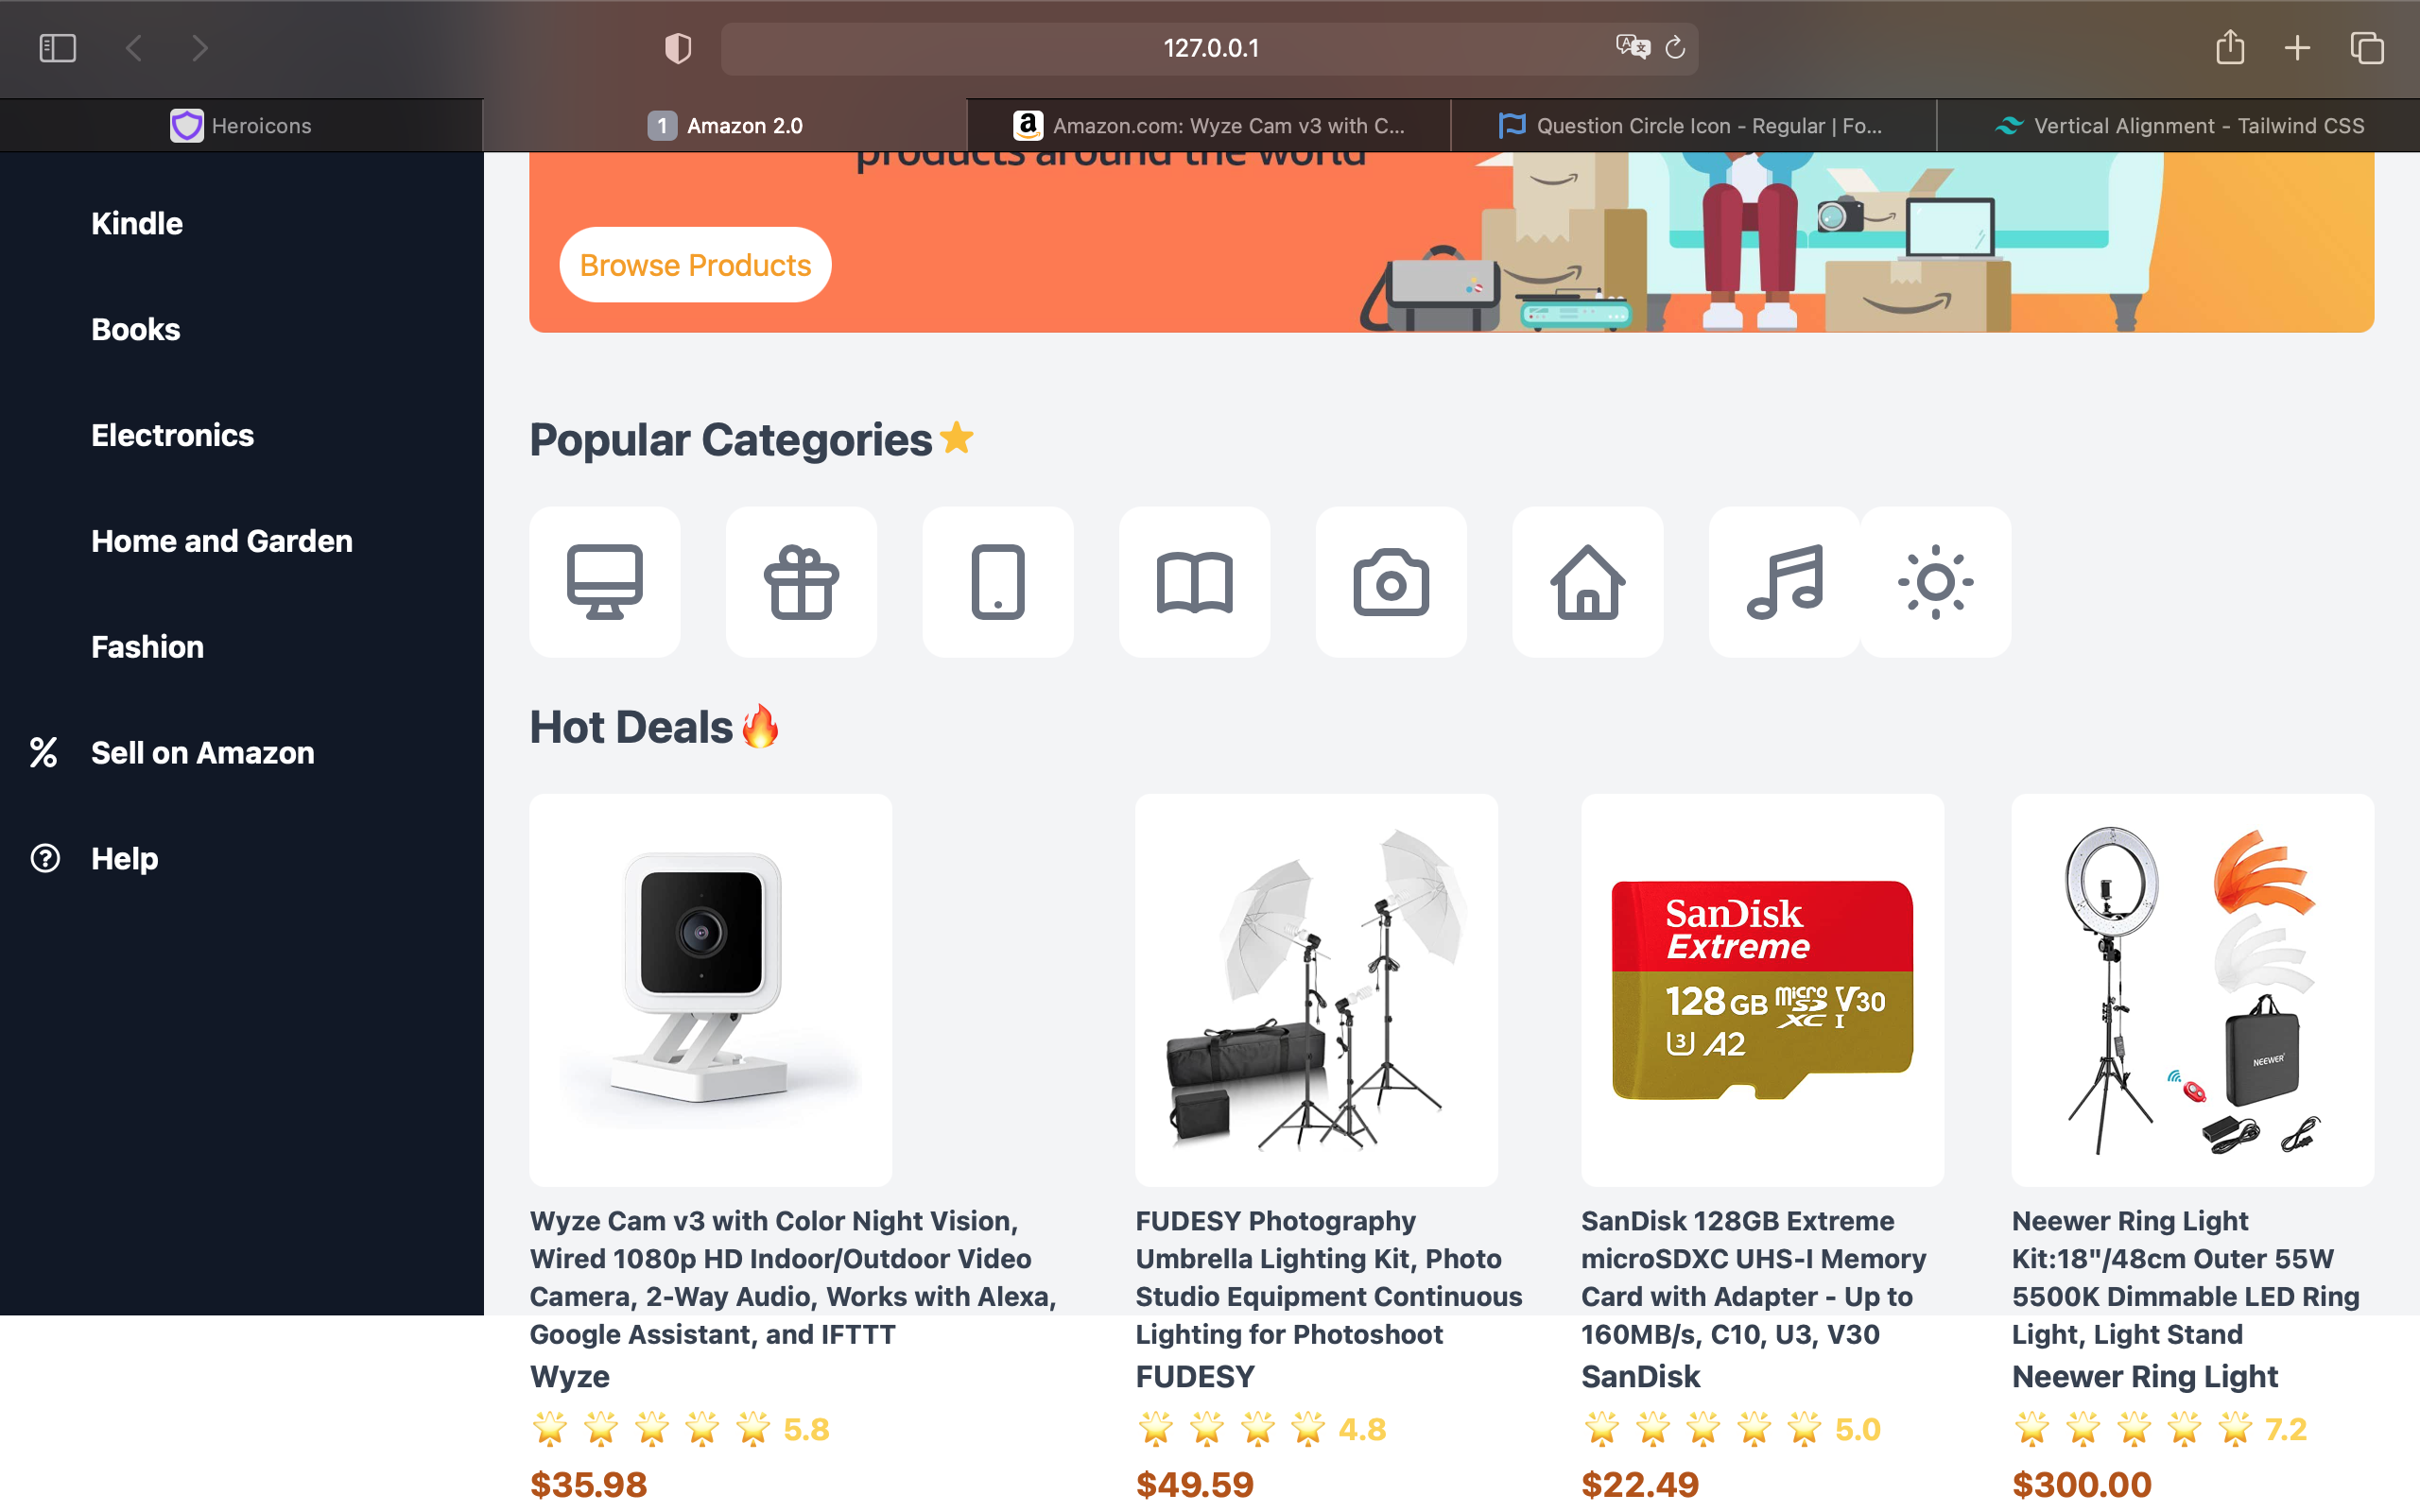 127.0.0.1
Heroicons
1 Amazon 2.0
a Amazon.com: Wyze Cam v3 with C...
Question Circle Icon - Regular | Fo...
Vertical Alignment - Tailwind CSS
products around the world
Browse Products
Kindle
Books
Electronics
Home and Garden
Fashion
% Sell on Amazon
? Help
Popular Categories⭐
Hot Deals🔥
SanDisk
Extreme
128GB micro SD XC I V30
U3 A2
NEEWER
Wyze Cam v3 with Color Night Vision,
Wired 1080p HD Indoor/Outdoor Video
Camera, 2-Way Audio, Works with Alexa,
Google Assistant, and IFTTT
Wyze
🌟 🌟 🌟 🌟 🌟 5.8
$35.98
FUDESY Photography
Umbrella Lighting Kit, Photo
Studio Equipment Continuous
Lighting for Photoshoot
FUDESY
🌟 🌟 🌟 🌟 4.8
$49.59
SanDisk 128GB Extreme
microSDXC UHS-I Memory
Card with Adapter - Up to
160MB/s, C10, U3, V30
SanDisk
🌟 🌟 🌟 🌟 🌟 5.0
$22.49
Neewer Ring Light
Kit:18"/48cm Outer 55W
5500K Dimmable LED Ring
Light, Light Stand
Neewer Ring Light
🌟 🌟 🌟 🌟 🌟 7.2
$300.00